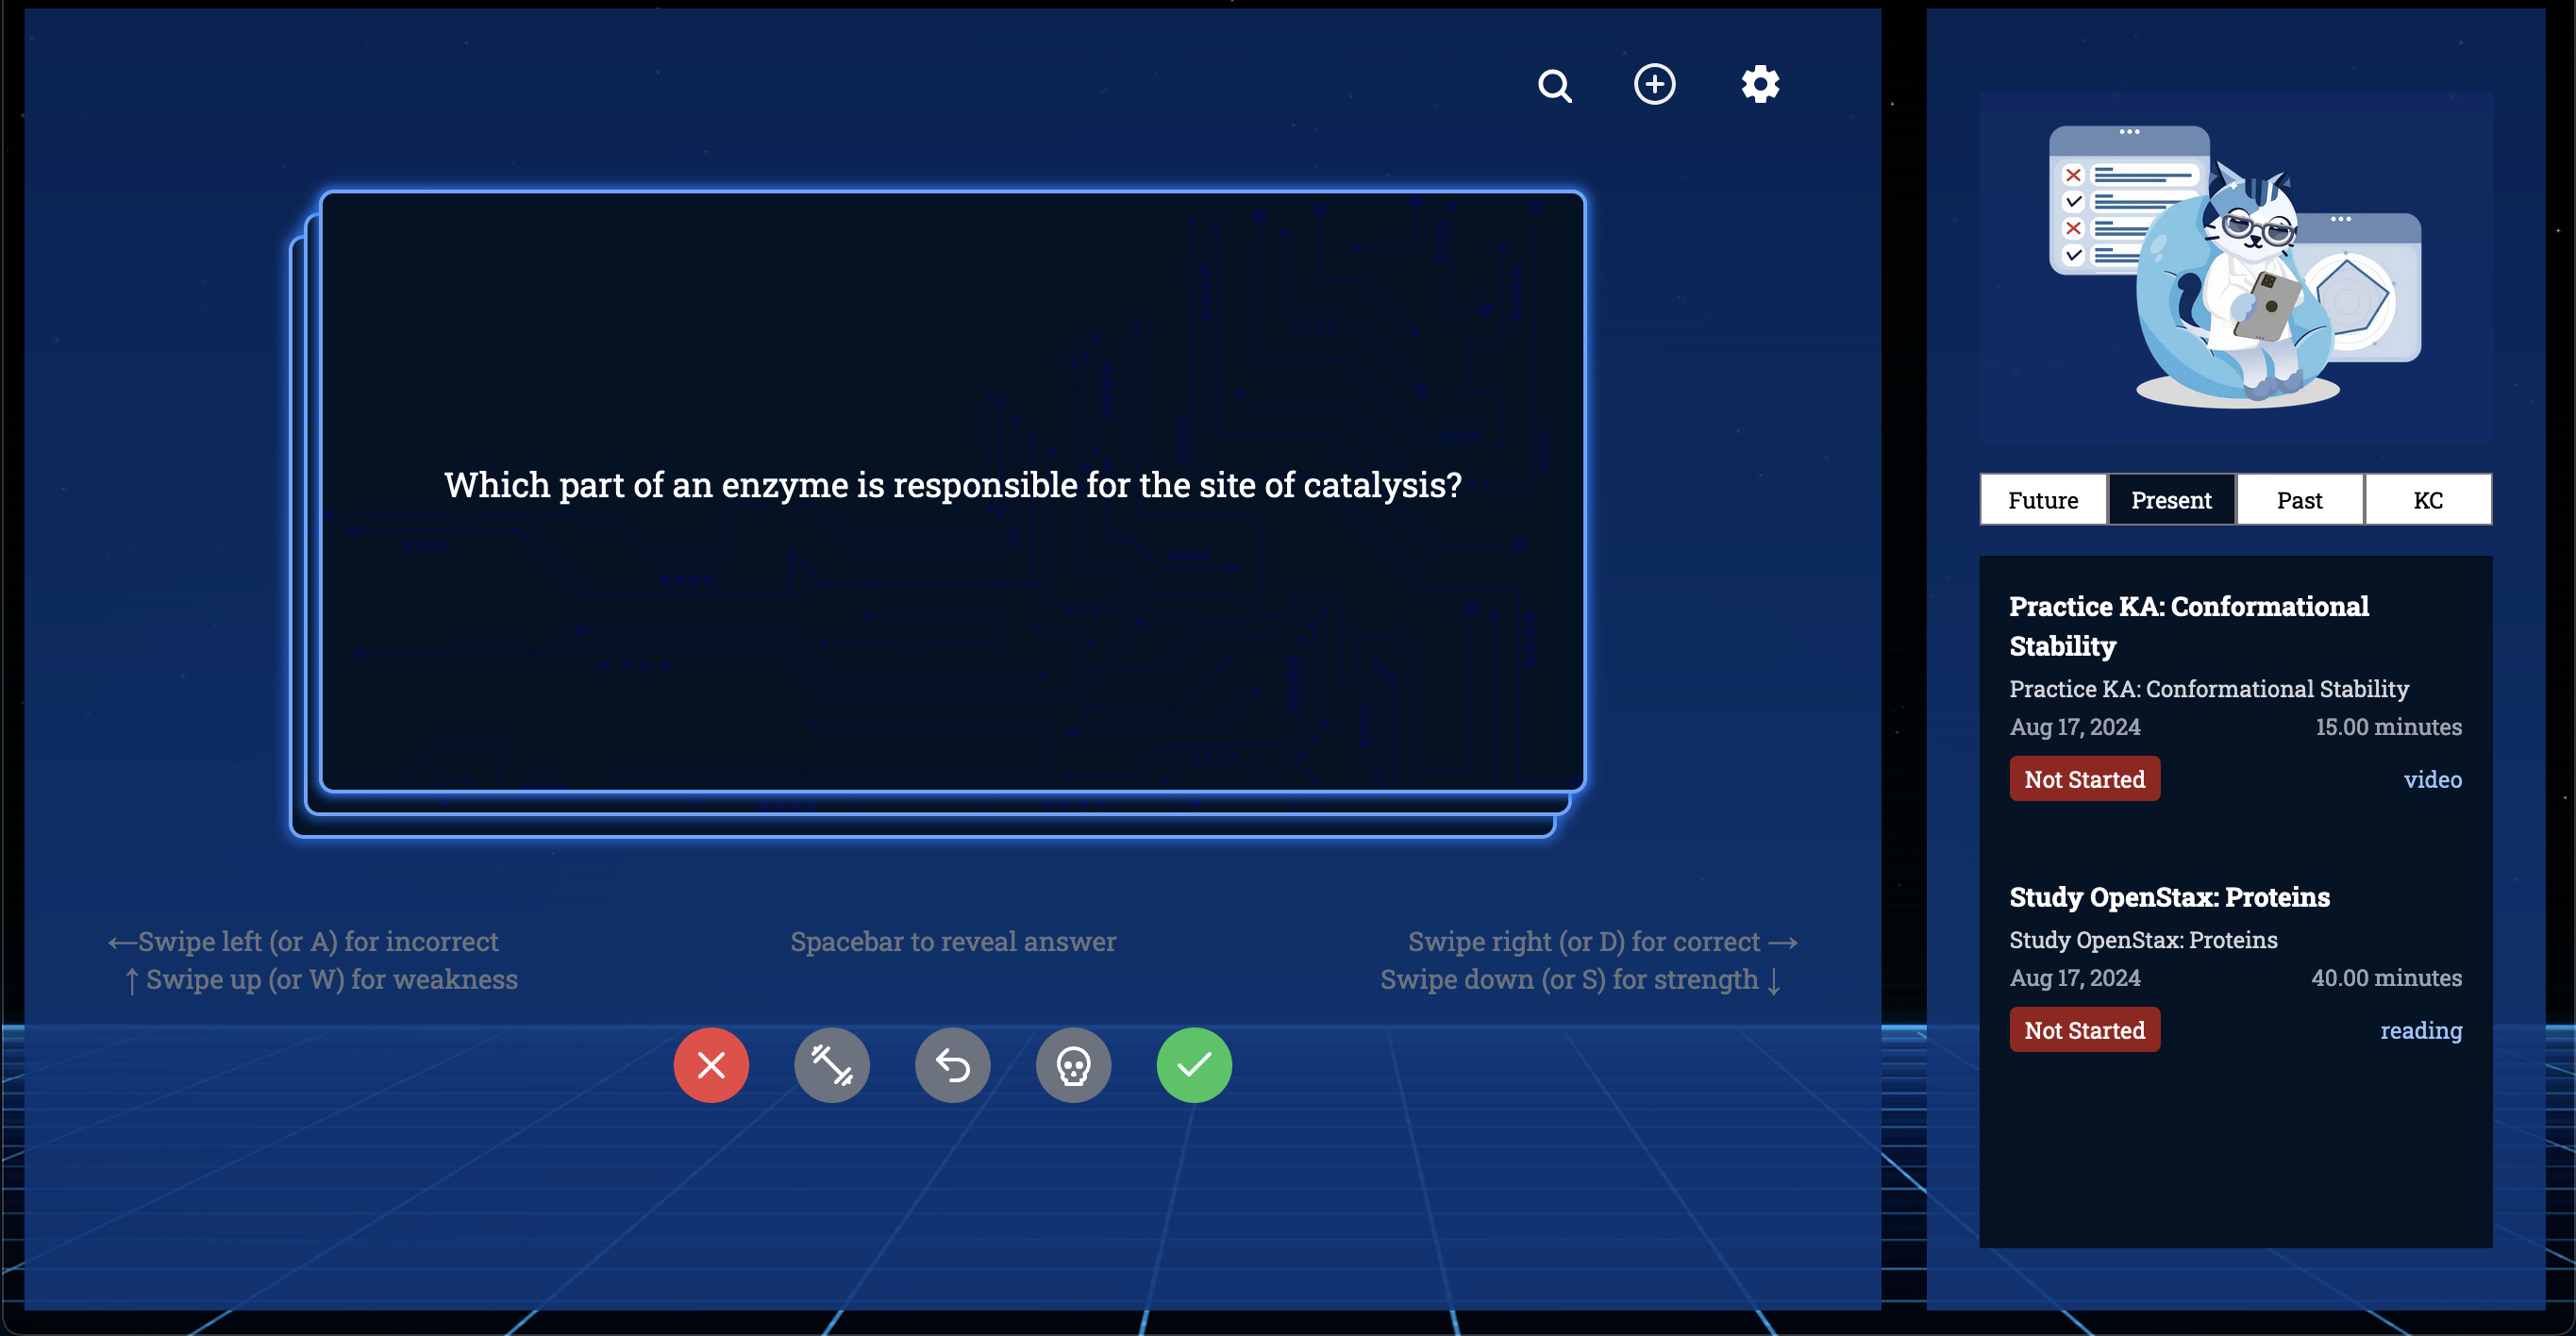 Which part of an enzyme is responsible for the site of catalysis?
←Swipe left (or A) for incorrect
↑ Swipe up (or W) for weakness
Spacebar to reveal answer
Swipe right (or D) for correct →
Swipe down (or S) for strength ↓
Future Present Past KC
Practice KA: Conformational
Stability
Practice KA: Conformational Stability
Aug 17, 2024 15.00 minutes
Not Started video
Study OpenStax: Proteins
Study OpenStax: Proteins
Aug 17, 2024 40.00 minutes
Not Started reading